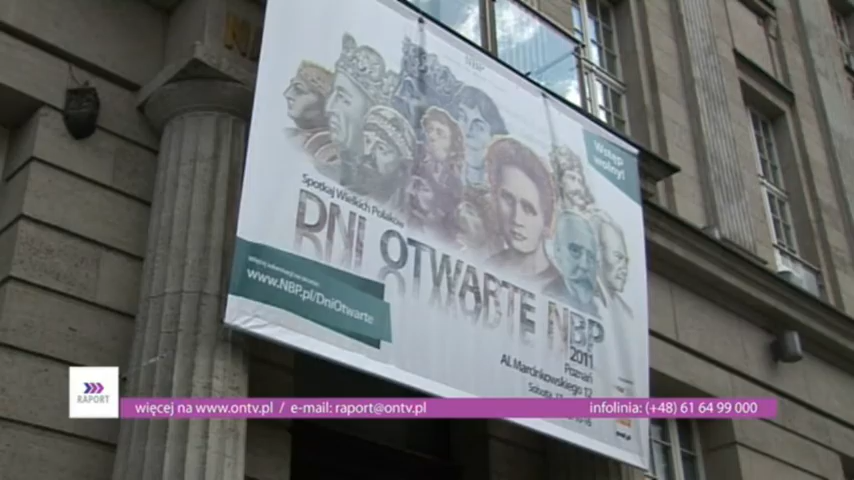 Wstęp
wolny!
Spotkaj Wielkich Polaków
DNI OTWARTE NBP
2011
Poznań
Al. Marcinkowskiego 12
Sobota
www.NBP.pl/DniOtwarte
RAPORT
więcej na www.ontv.pl / e-mail: raport@ontv.pl
infolinia: (+48) 61 64 99 000